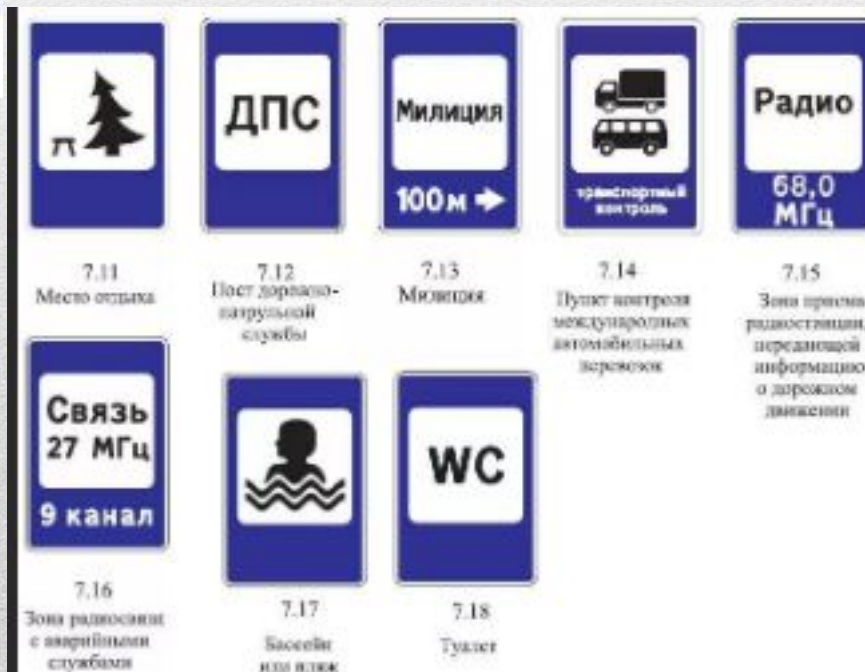 ДПС
Милиция
100м
транспортный
контроль
Радио
68,0
МГц
7.11
Место отдыха
7.12
Пост дорожно-
патрульной
службы
7.13
Милиция
7.14
Пункт контроля
международных
автомобильных
перевозок
7.15
Зона приема
радиостанции,
передающей
информацию
о дорожном
движении
Связь
27 МГц
9 канал
WC
7.16
Зона радиосвязи
с аварийными
службами
7.17
Бассейн
или пляж
7.18
Туалет